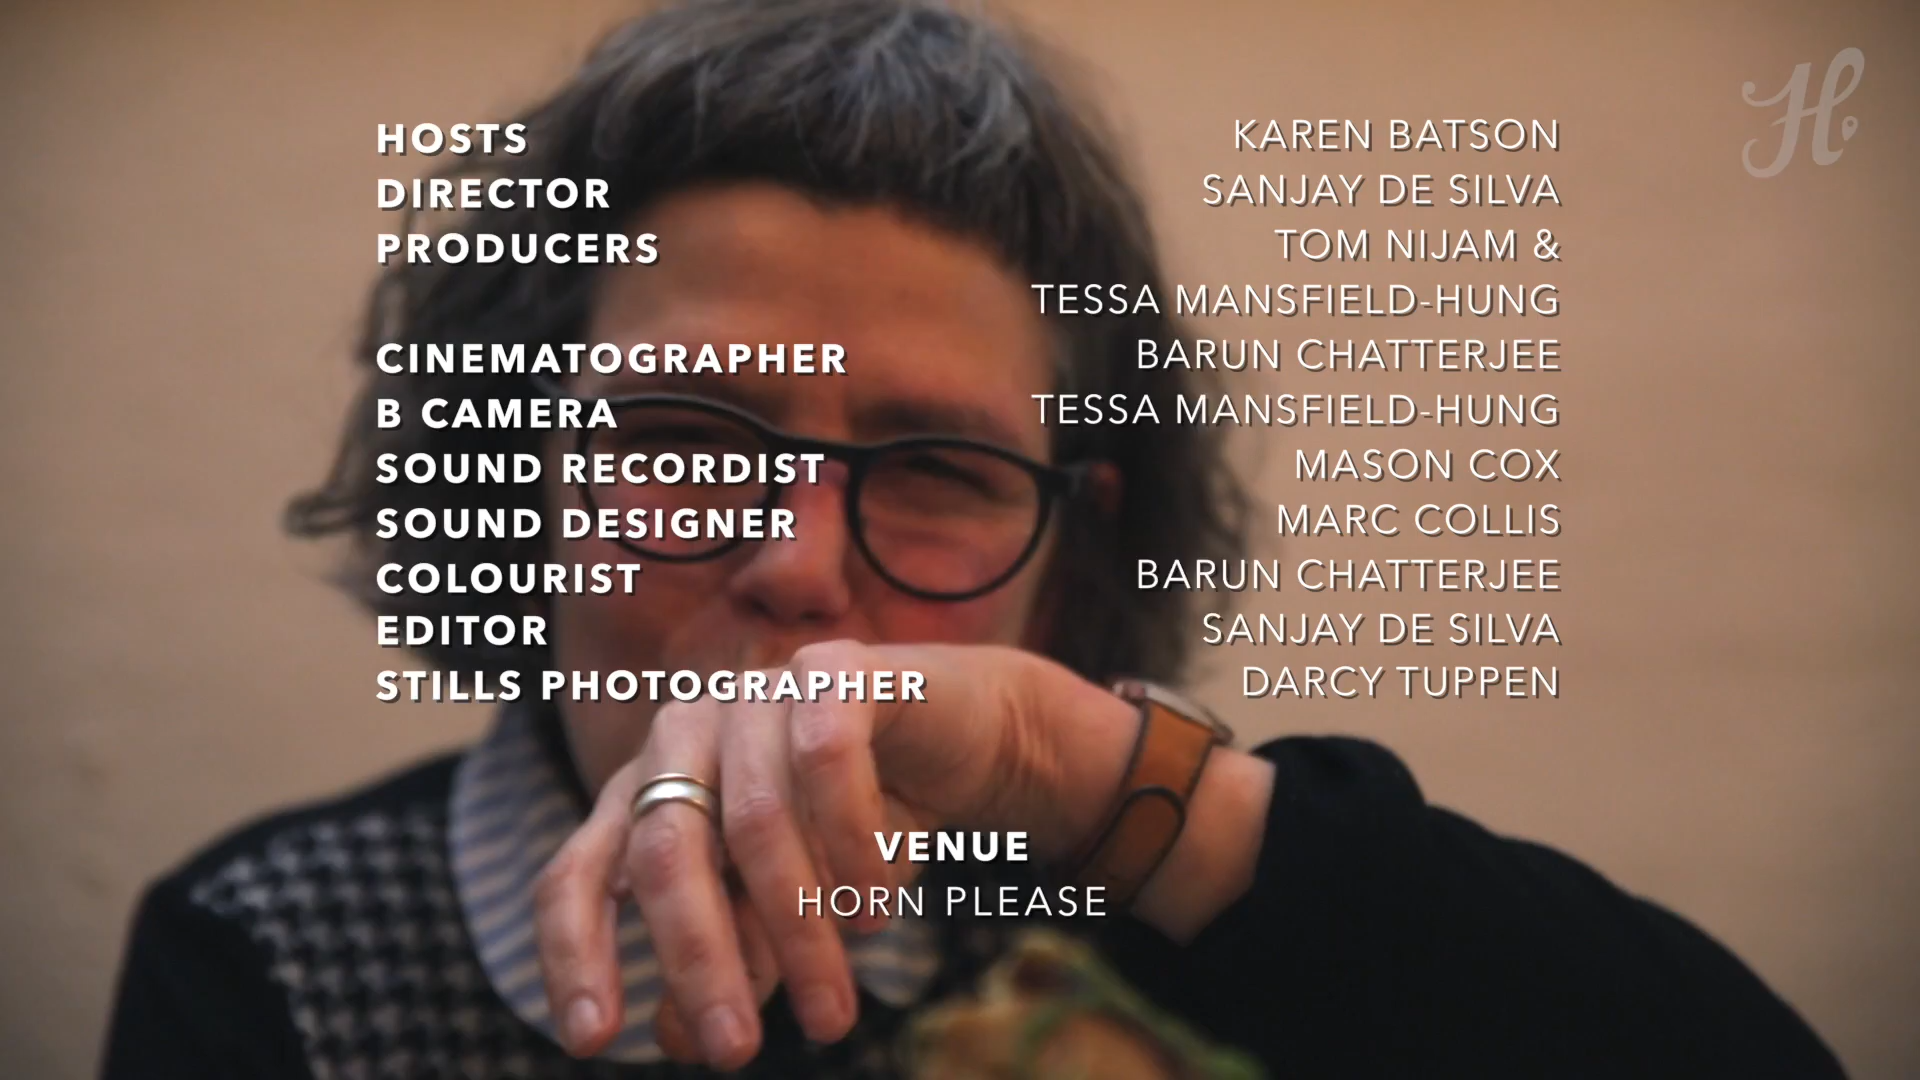 HOSTS KAREN BATSON
DIRECTOR SANJAY DE SILVA
PRODUCERS TOM NIJAM &
TESSA MANSFIELD-HUNG
CINEMATOGRAPHER BARUN CHATTERJEE
B CAMERA TESSA MANSFIELD-HUNG
SOUND RECORDIST MASON COX
SOUND DESIGNER MARC COLLIS
COLOURIST BARUN CHATTERJEE
EDITOR SANJAY DE SILVA
STILLS PHOTOGRAPHER DARCY TUPPEN
VENUE
HORN PLEASE
H